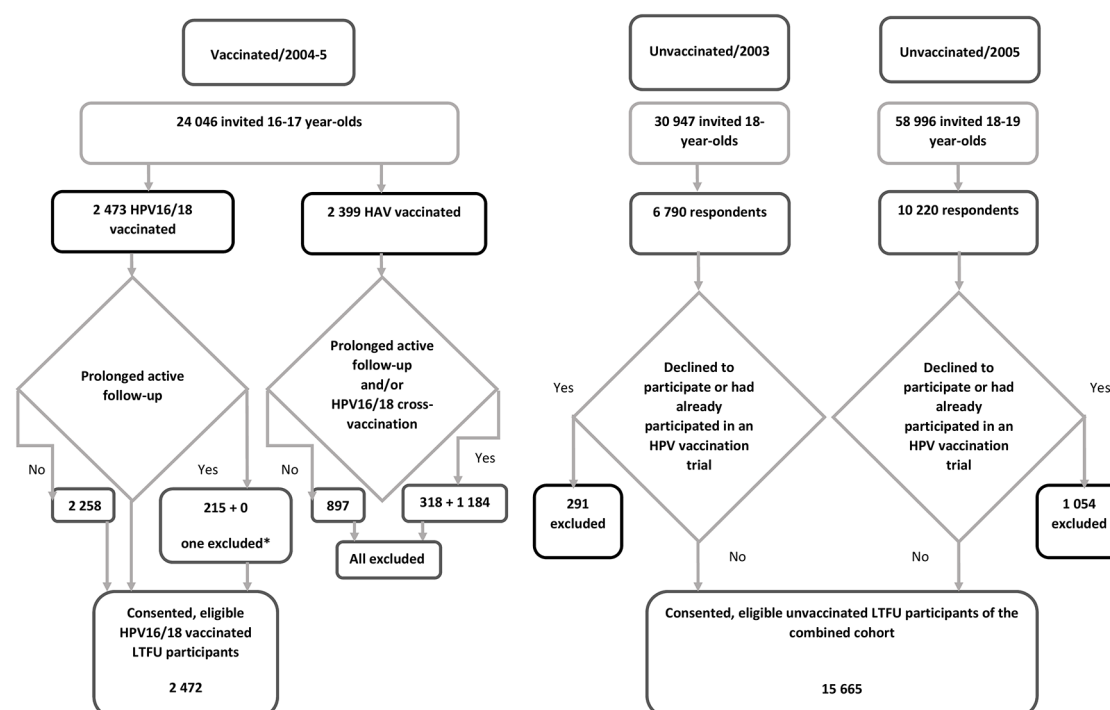 Vaccinated/2004-5
Unvaccinated/2003
Unvaccinated/2005
24 046 invited 16-17 year-olds
30 947 invited 18-
year-olds
58 996 invited 18-19
year-olds
2 473 HPV16/18
vaccinated
2 399 HAV vaccinated
6 790 respondents
10 220 respondents
Prolonged active
follow-up
Prolonged active
follow-up
and/or
HPV16/18 cross-
vaccination
Declined to
participate or had
already
participated in an
HPV vaccination
trial
Declined to
participate or had
already
participated in an
HPV vaccination
trial
Yes
Yes
No
Yes
No
Yes
2 258
215 + 0
one excluded*
897
318 + 1 184
All excluded
291
excluded
1 054
excluded
No
No
Consented, eligible
HPV16/18 vaccinated
LTFU participants
2 472
Consented, eligible unvaccinated LTFU participants of the
combined cohort
15 665